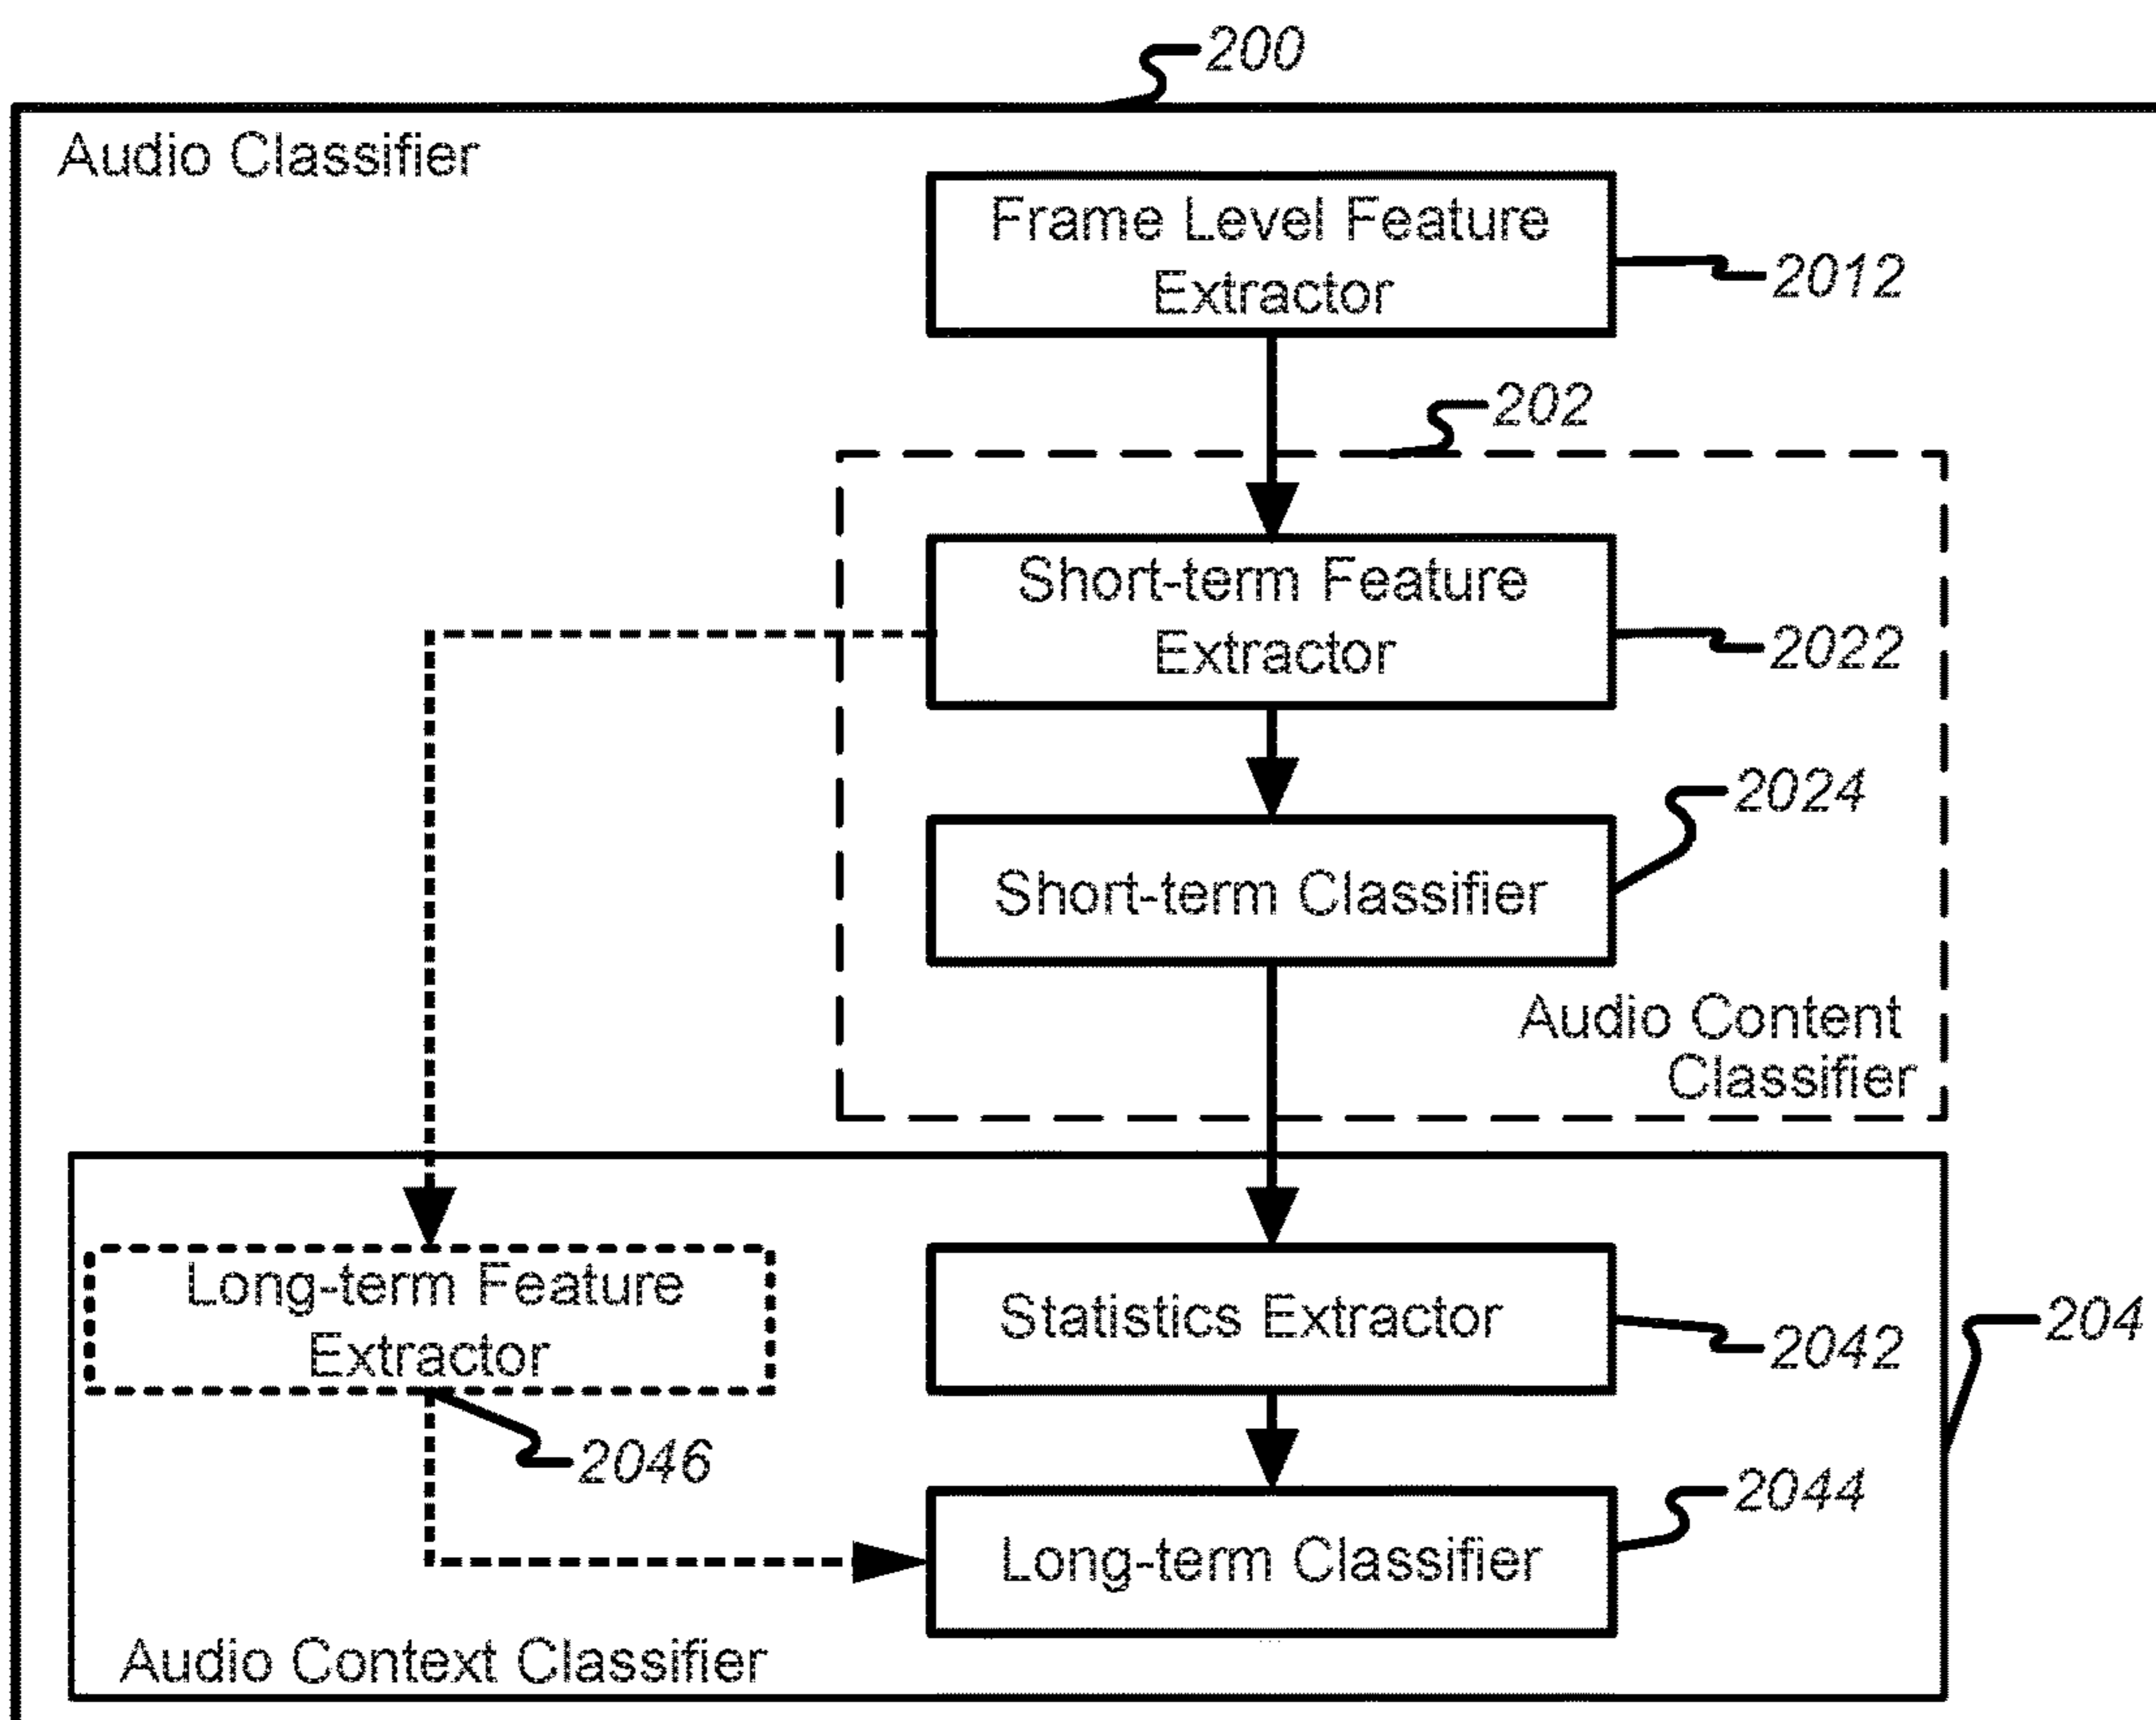 200
Audio Classifier
Frame Level Feature
Extractor
2012
202
Short-term Feature
Extractor
2022
2024
Short-term Classifier
Audio Content
Classifier
Long-term Feature
Extractor
Statistics Extractor
204
2042
2046
2044
Long-term Classifier
Audio Context Classifier